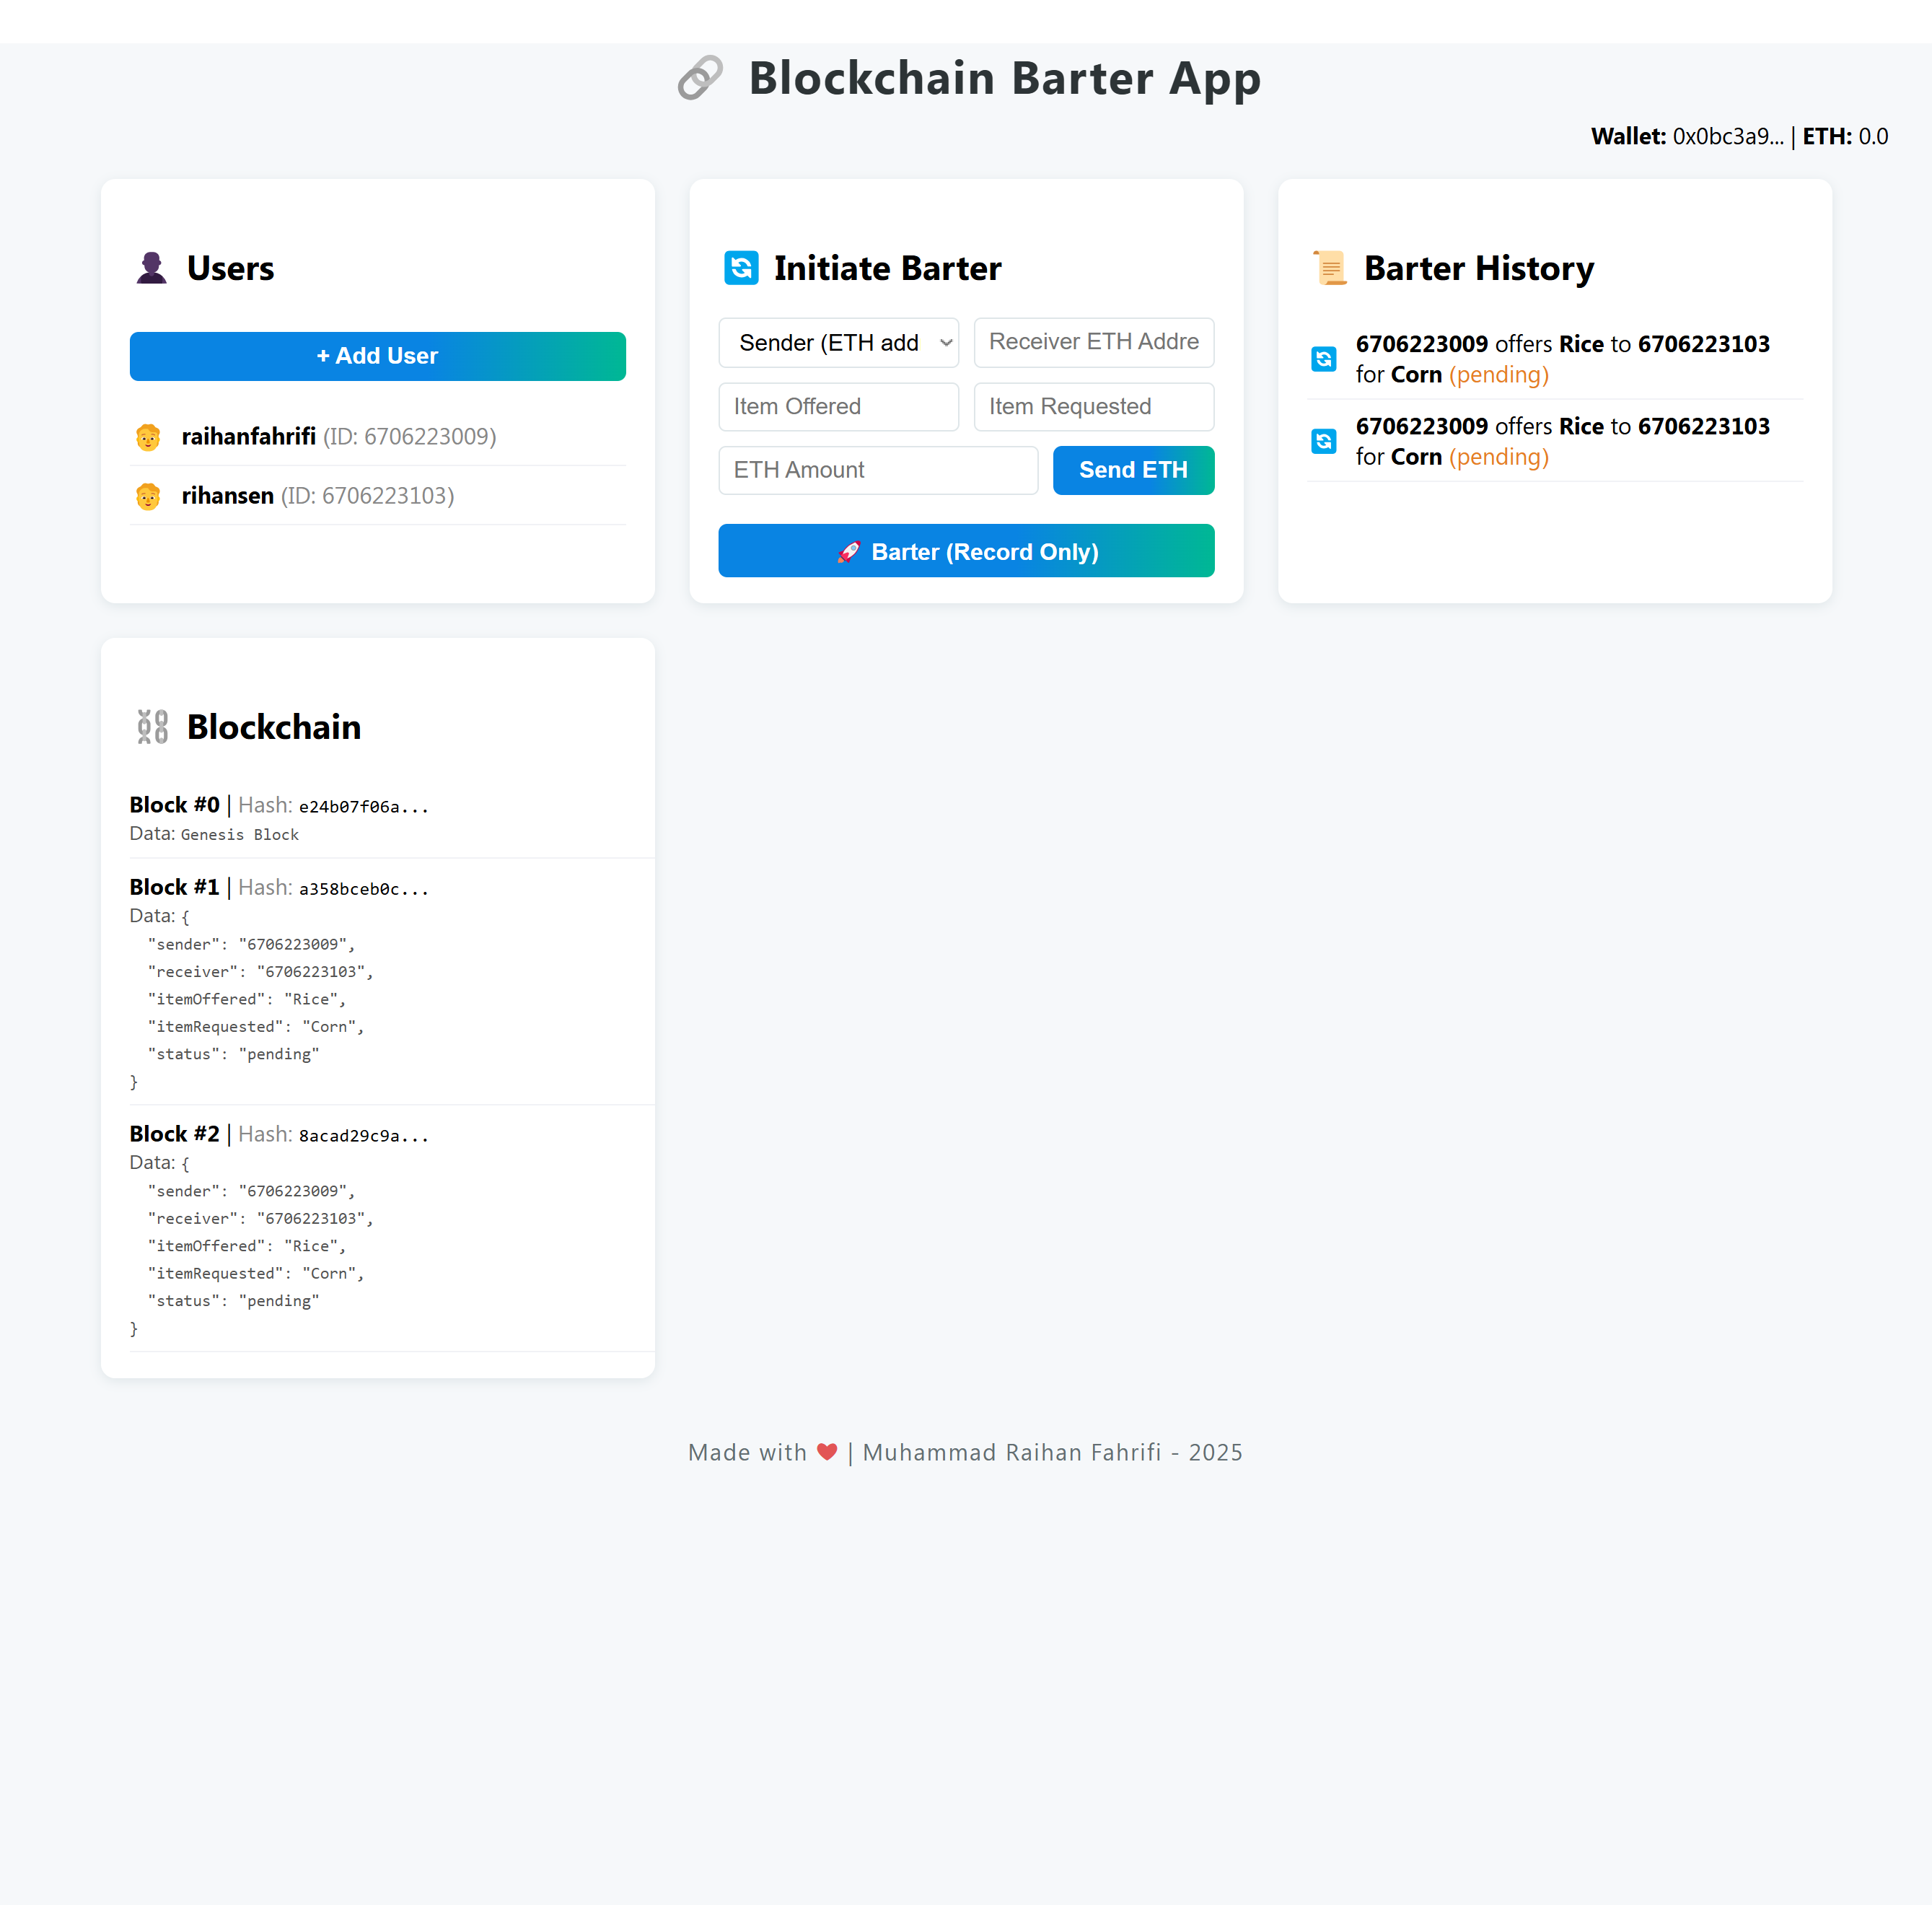 Blockchain Barter App
Wallet: 0x0bc3a9... | ETH: 0.0
Users
+ Add User
raihanfahrifi (ID: 6706223009)
rihansen (ID: 6706223103)
Initiate Barter
Sender (ETH add
Receiver ETH Addre
Item Offered
Item Requested
ETH Amount
Send ETH
Barter (Record Only)
Barter History
6706223009 offers Rice to 6706223103
for Corn (pending)
6706223009 offers Rice to 6706223103
for Corn (pending)
Blockchain
Block #0 | Hash: e24b07f06a...
Data: Genesis Block
Block #1 | Hash: a358bceb0c...
Data: {
"sender": "6706223009",
"receiver": "6706223103",
"itemOffered": "Rice",
"itemRequested": "Corn",
"status": "pending"
}
Block #2 | Hash: 8acad29c9a...
Data: {
"sender": "6706223009",
"receiver": "6706223103",
"itemOffered": "Rice",
"itemRequested": "Corn",
"status": "pending"
}
Made with ❤️ | Muhammad Raihan Fahrifi - 2025